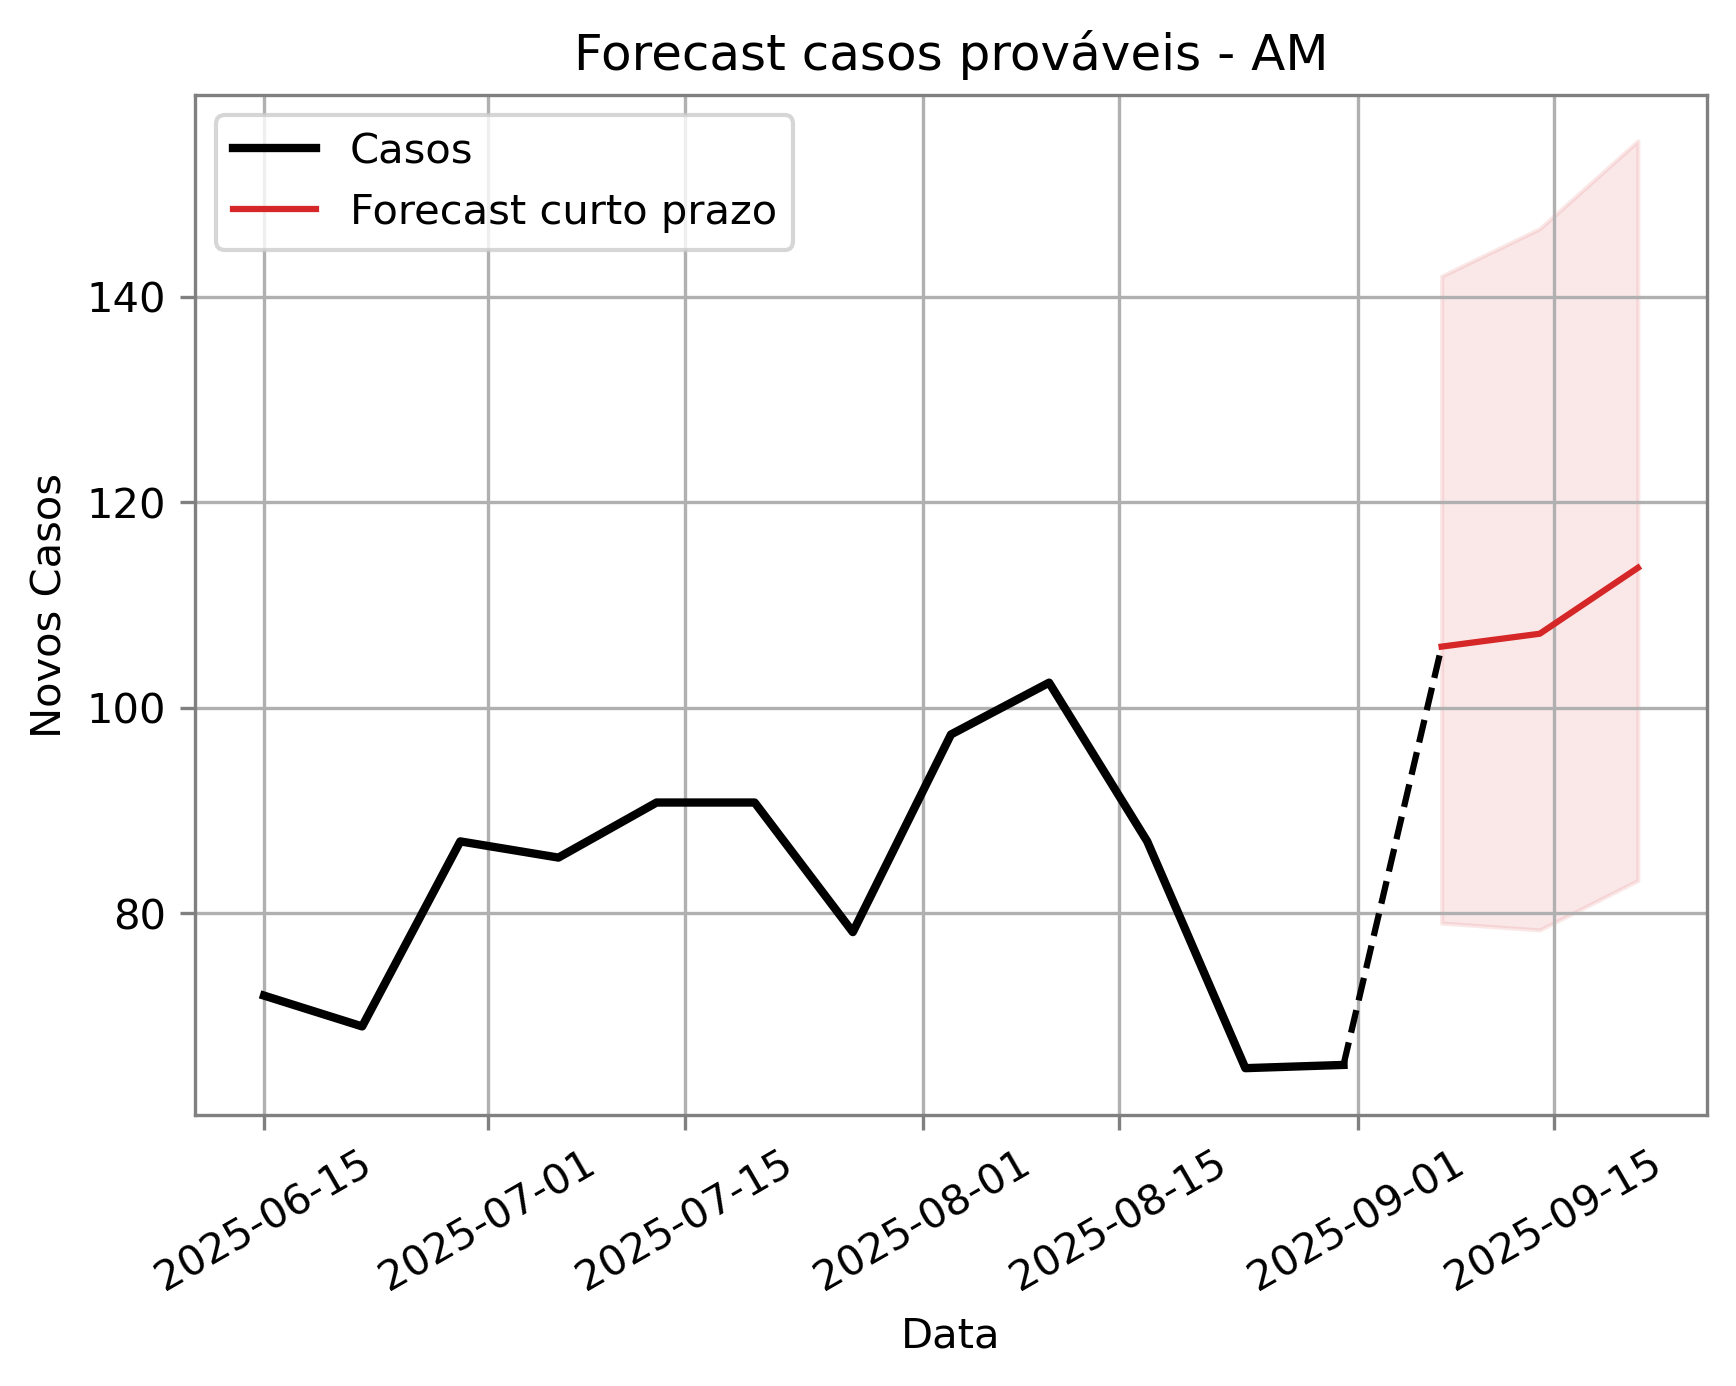 Forecast casos prováveis - AM
Casos
Forecast curto prazo
Novos Casos
140
120
100
80
2025-06-15
2025-07-01
2025-07-15
2025-08-01
2025-08-15
2025-09-01
2025-09-15
Data